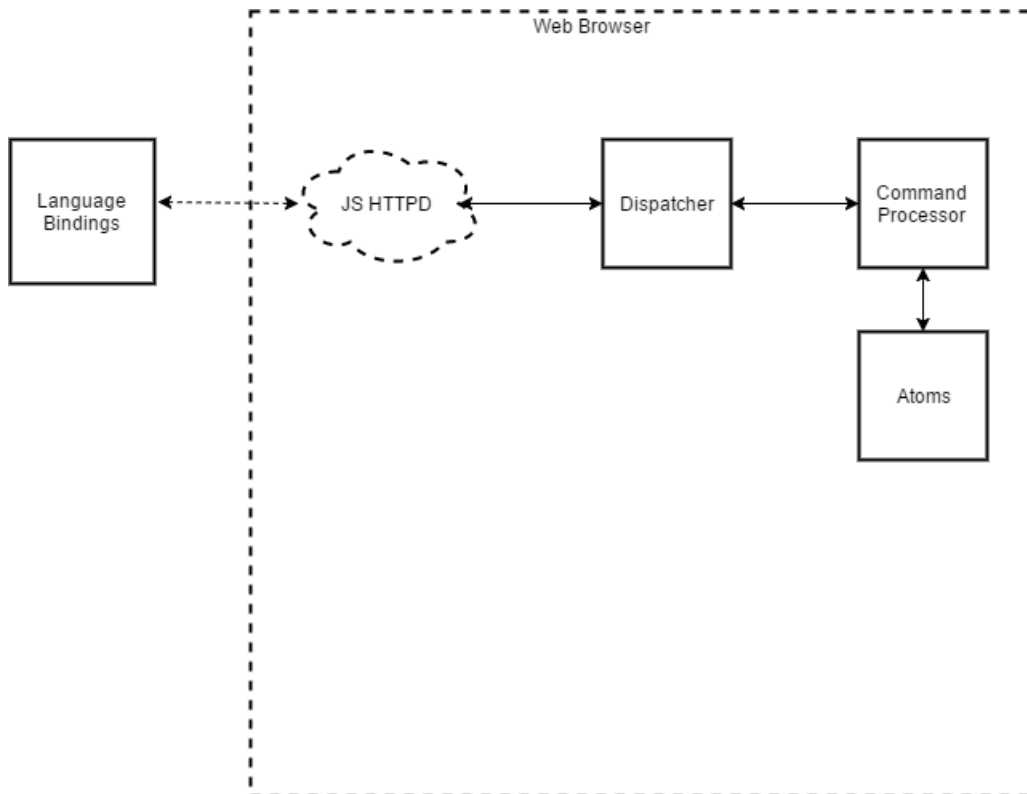 Web Browser
Language
Bindings
JS HTTPD
Dispatcher
Command
Processor
Atoms